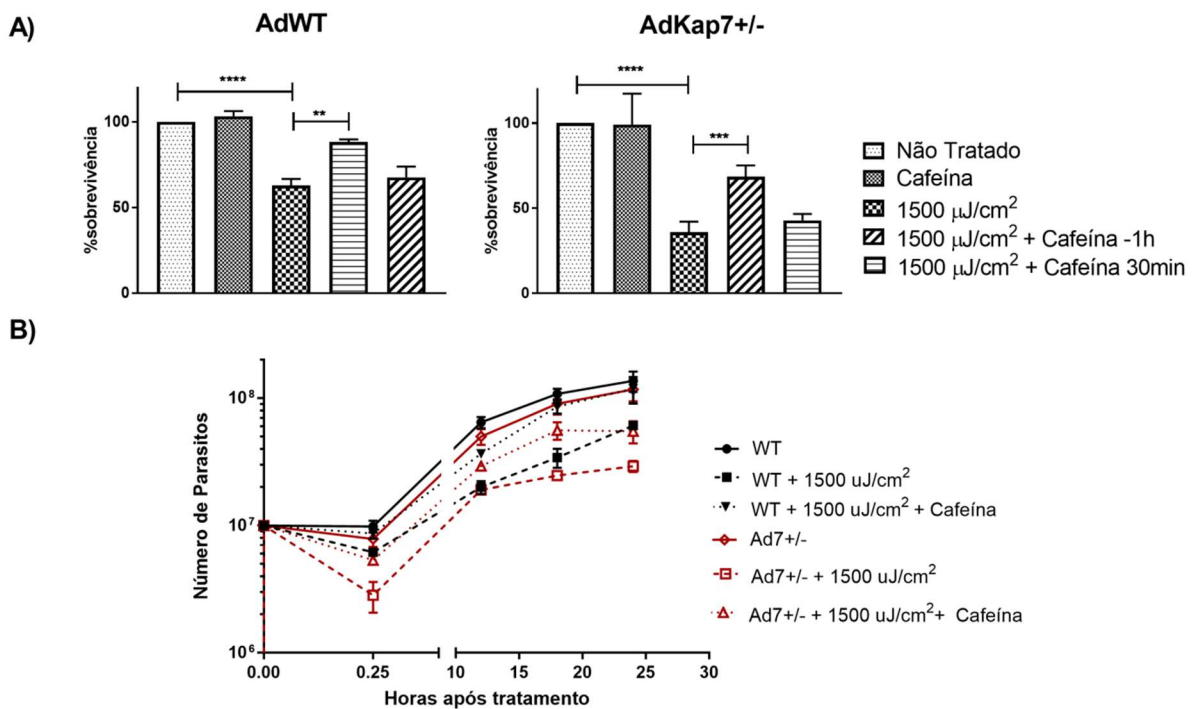 A)
AdWT
AdKap7+/-
%sobrevivência
100
50
0
****
**
%sobrevivência
100
50
0
****
***
Não Tratado
Cafeína
1500 µJ/cm²
1500 µJ/cm² + Cafeína -1h
1500 µJ/cm² + Cafeína 30min
B)
Número de Parasitos
10⁸
10⁷
10⁶
0.00
0.25
10
15
20
25
30
Horas após tratamento
WT
WT + 1500 uJ/cm²
WT + 1500 uJ/cm² + Cafeína
Ad7+/-
Ad7+/- + 1500 uJ/cm²
Ad7+/- + 1500 uJ/cm²+ Cafeína